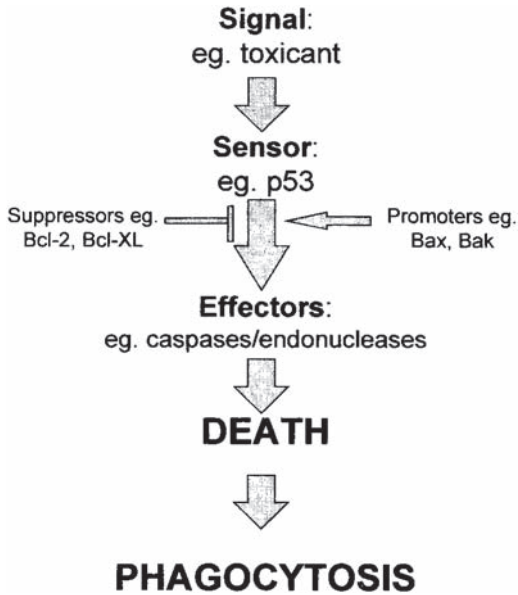 Signal:
eg. toxicant
Sensor:
eg. p53
Suppressors eg.
Bcl-2, Bcl-XL
Promoters eg.
Bax, Bak
Effectors:
eg. caspases/endonucleases
DEATH
PHAGOCYTOSIS